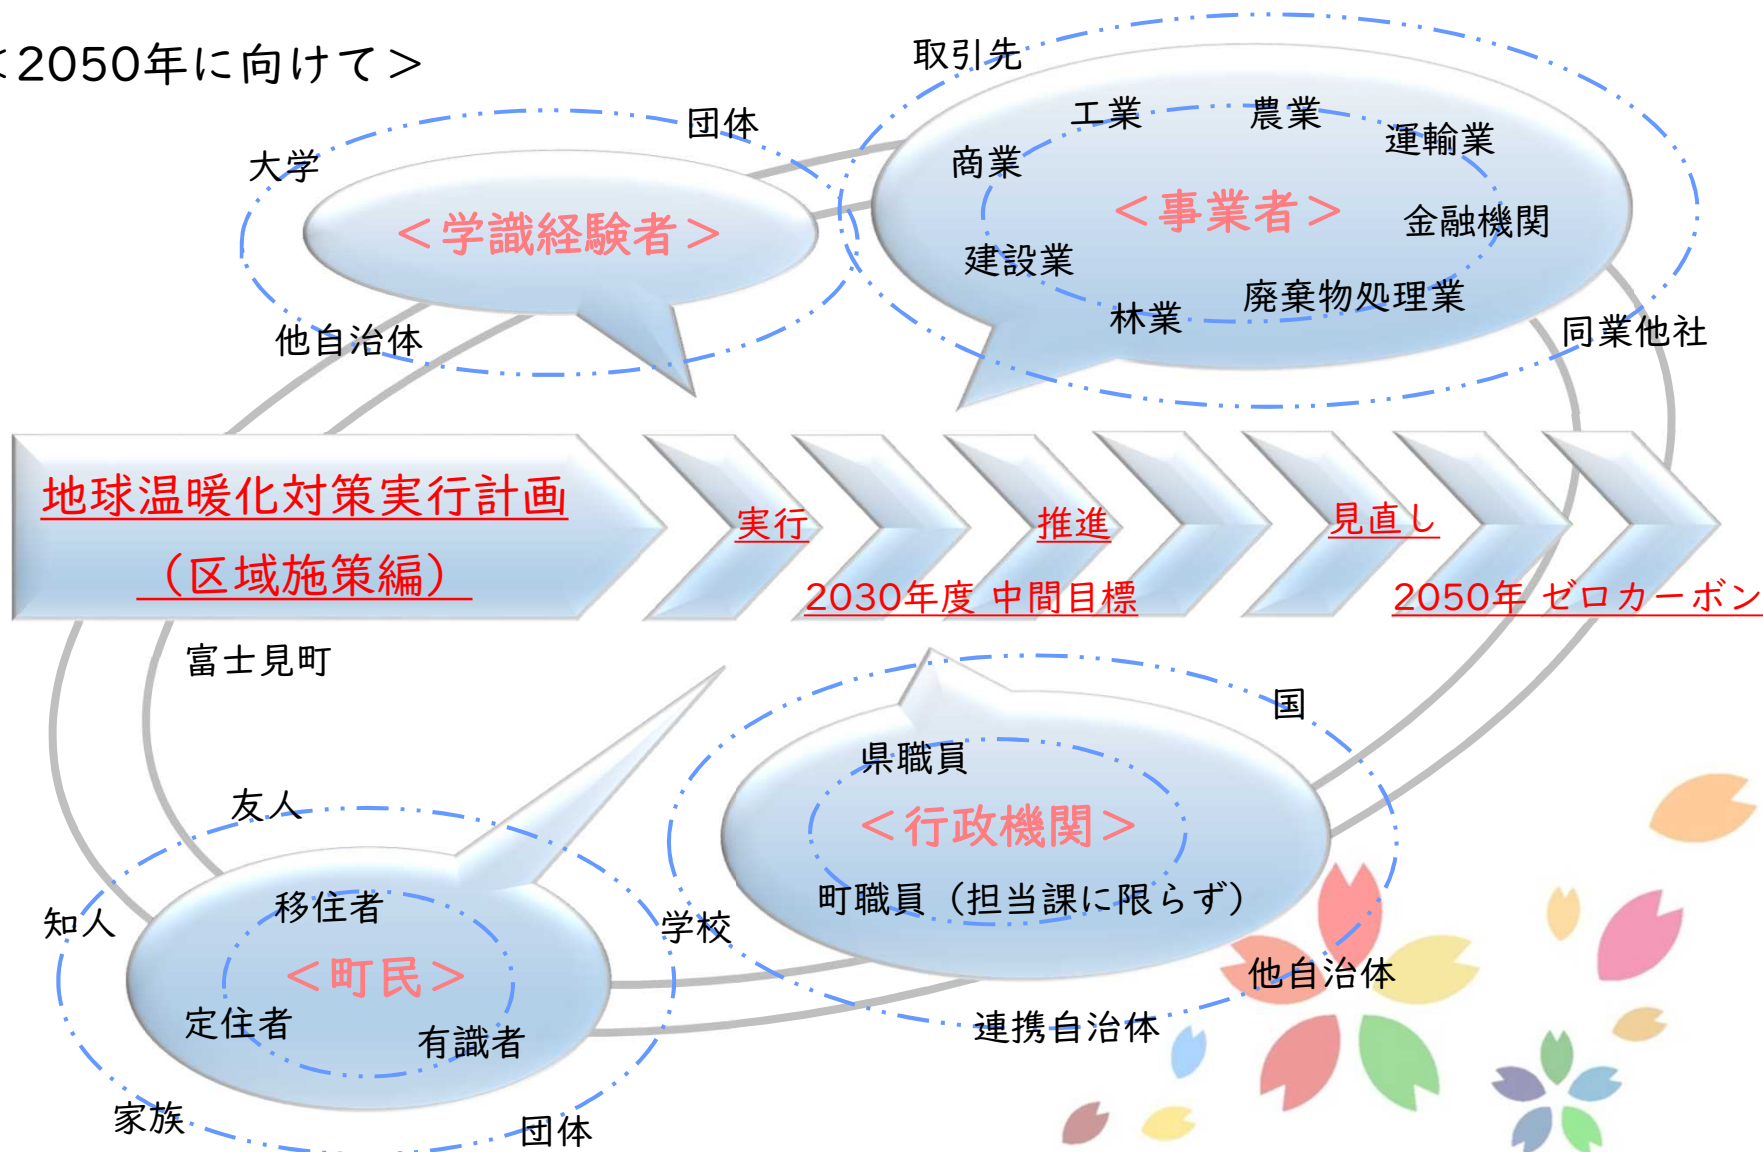 <2050年に向けて>
取引先
団体
大学
工業
農業
運輸業
商業
<学識経験者>
<事業者>
金融機関
建設業
廃棄物処理業
林業
他自治体
同業他社
地球温暖化対策実行計画
（区域施策編）
実行
推進
見直し
2030年度 中間目標
2050年 ゼロカーボン
富士見町
国
県職員
<行政機関>
町職員（担当課に限らず）
学校
他自治体
連携自治体
友人
知人
移住者
<町民>
定住者
有識者
家族
団体